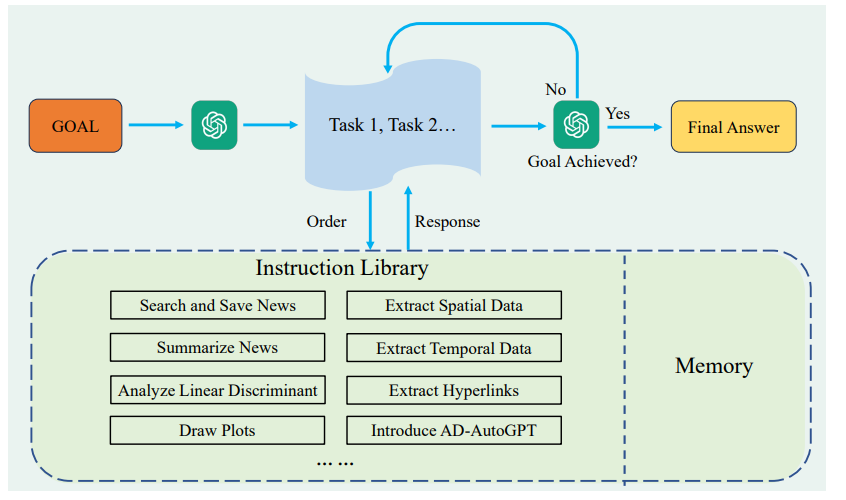 No
GOAL
Task 1, Task 2…
Yes
Final Answer
Goal Achieved?
Order
Response
Instruction Library
Search and Save News
Extract Spatial Data
Summarize News
Extract Temporal Data
Analyze Linear Discriminant
Extract Hyperlinks
Draw Plots
Introduce AD-AutoGPT
... ...
Memory